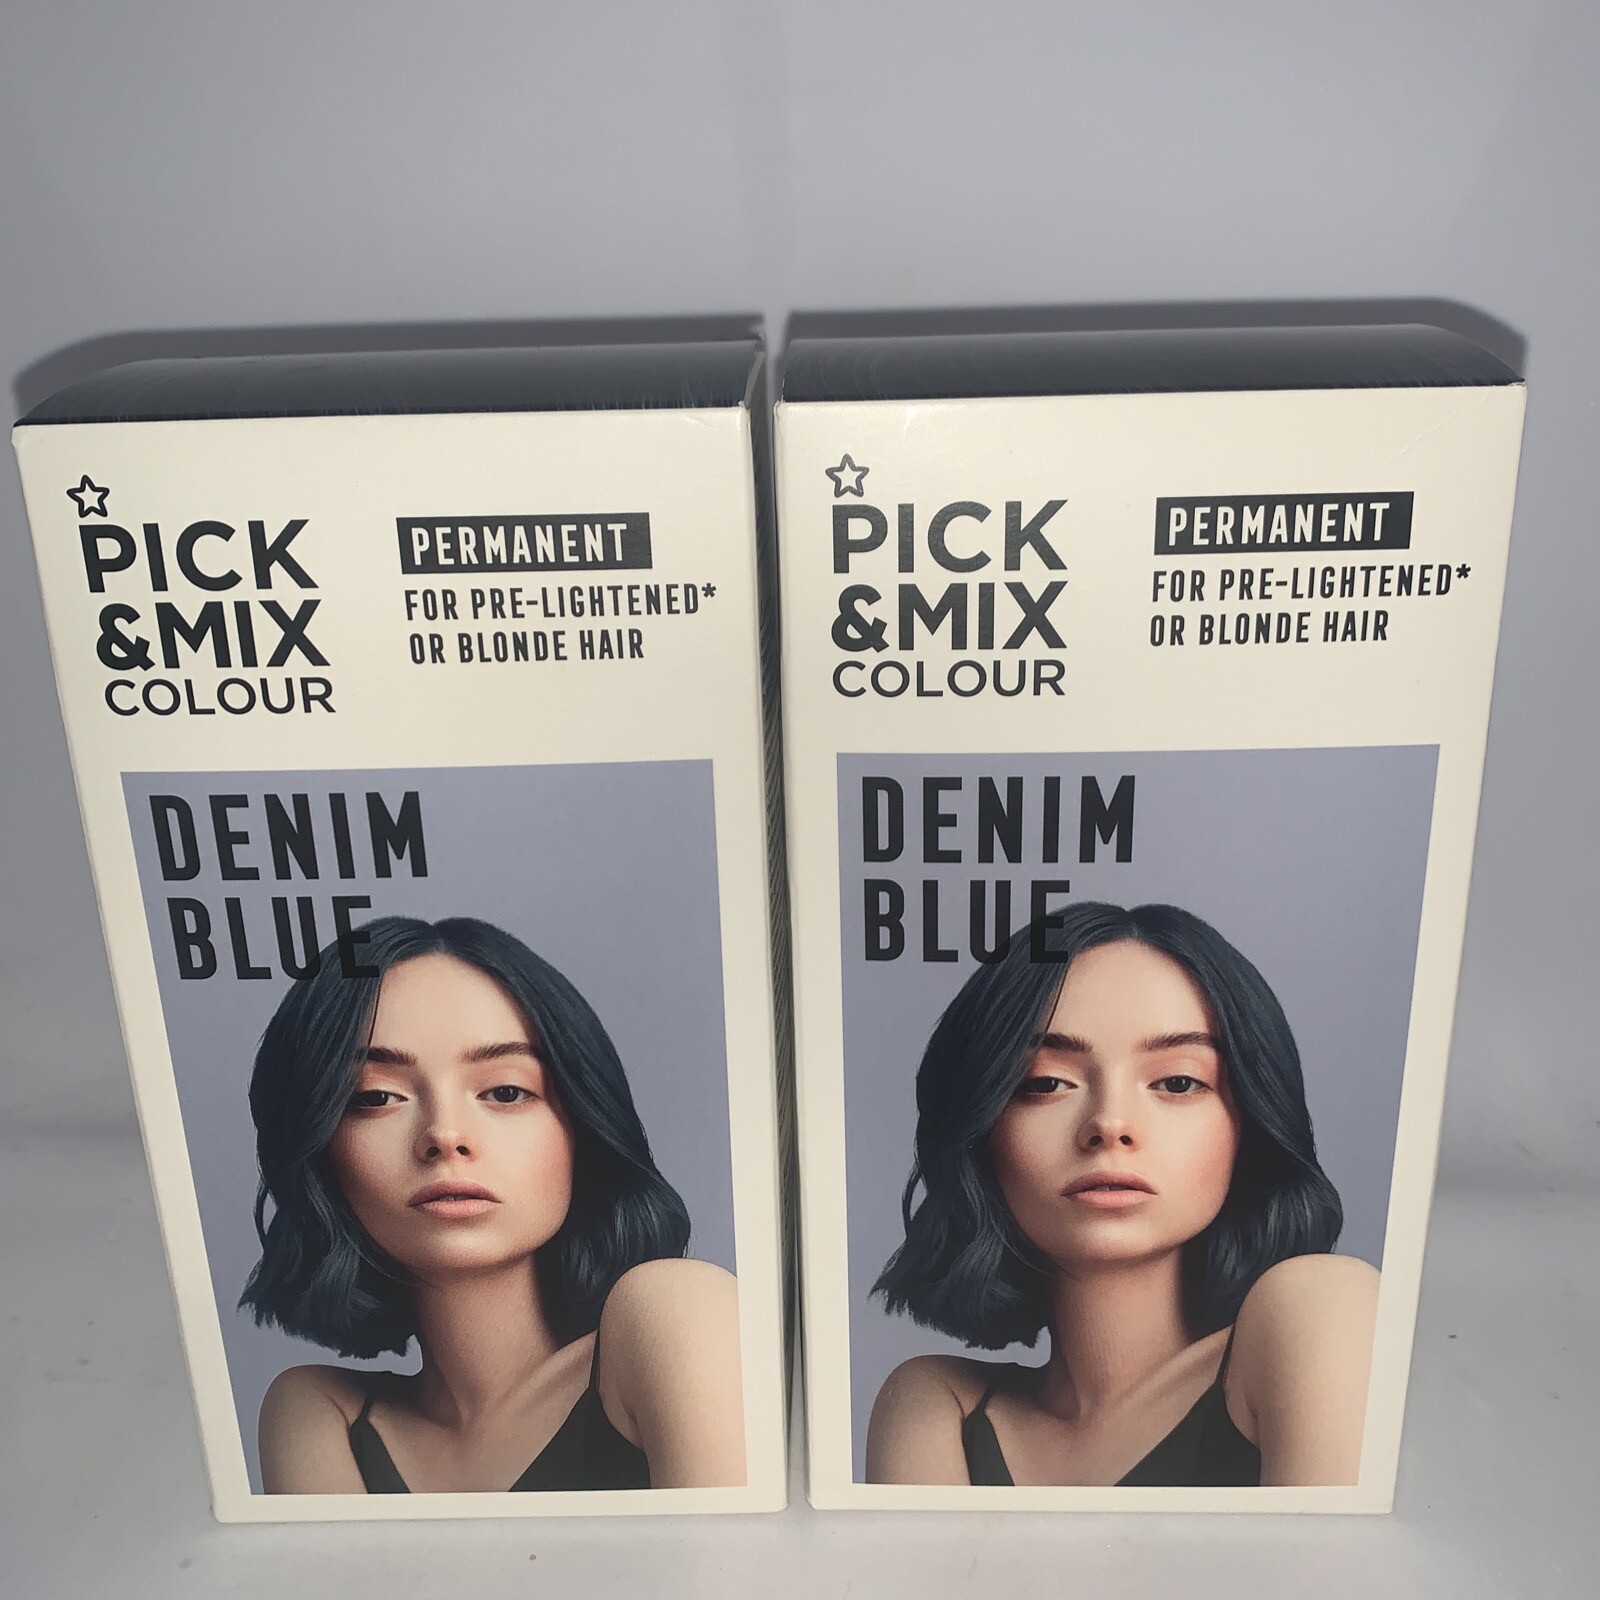 PICK
&MIX
COLOUR
PERMANENT
FOR PRE-LIGHTENED*
OR BLONDE HAIR
DENIM
BLUE
PICK
&MIX
COLOUR
PERMANENT
FOR PRE-LIGHTENED*
OR BLONDE HAIR
DENIM
BLUE